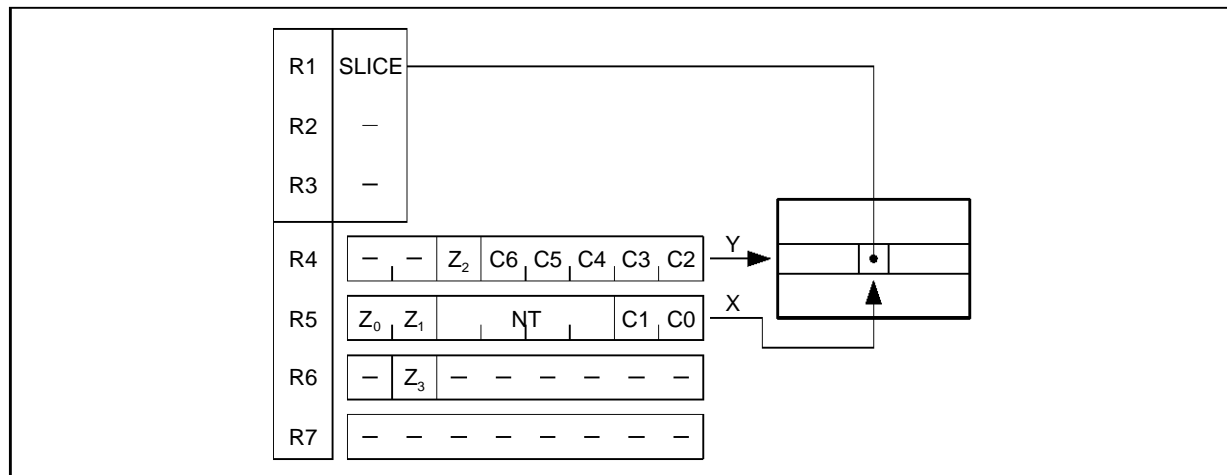 R1 SLICE
R2 –
R3 –
R4 – – Z₂ C6 C5 C4 C3 C2 Y
R5 Z₀ Z₁ NT C1 C0 X
R6 – Z₃ – – – – – –
R7 – – – – – – – –